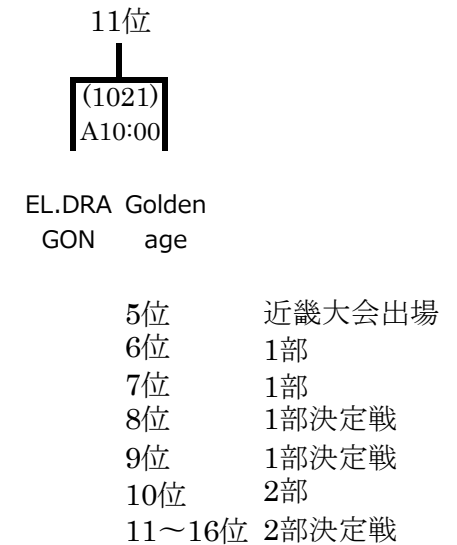 11位
(1021)
A10:00
EL.DRA Golden
GON age
5位 近畿大会出場
6位 1部
7位 1部
8位 1部決定戦
9位 1部決定戦
10位 2部
11～16位 2部決定戦